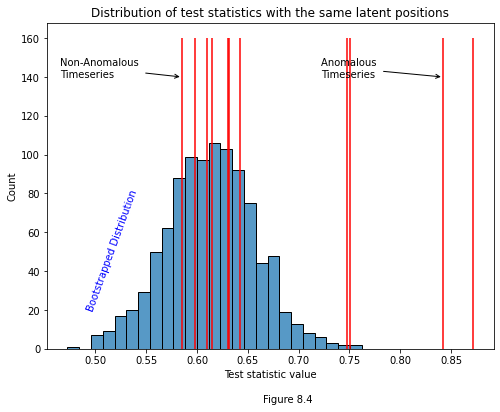 Distribution of test statistics with the same latent positions
Non-Anomalous
Timeseries
Anomalous
Timeseries
Bootstrapped Distribution
Count
160
140
120
100
80
60
40
20
0
0.50 0.55 0.60 0.65 0.70 0.75 0.80 0.85
Test statistic value
Figure 8.4